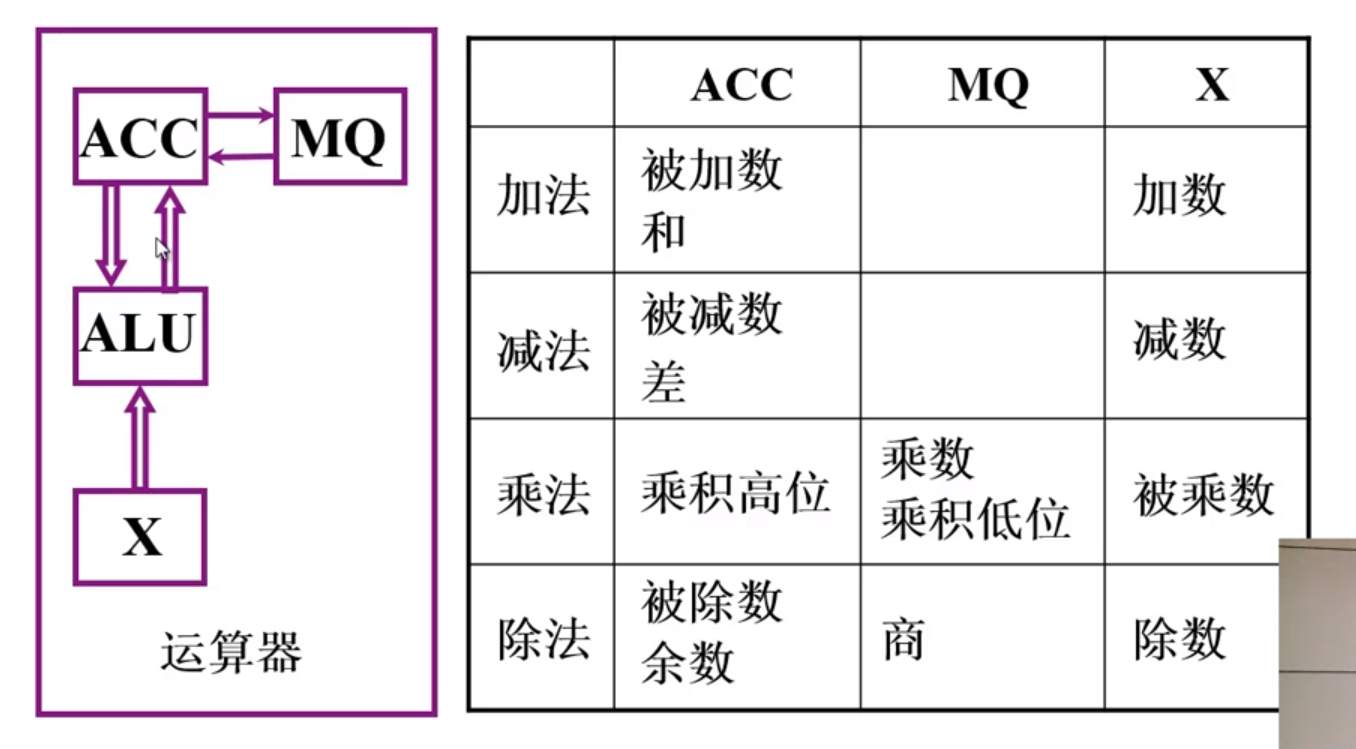 ACC
MQ
ALU
X
运算器
ACC MQ X
加法 被加数 加数
和
减法 被减数 减数
差
乘法 乘积高位 乘数 被乘数
乘积低位
除法 被除数 商 除数
余数